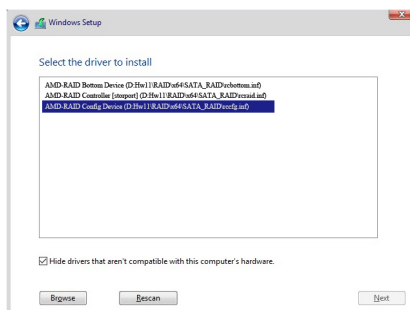 Windows Setup
Select the driver to install
AMD-RAID Bottom Device (D:Hw11\RAID\x64\SATA_RAID\rcbottom.inf)
AMD-RAID Controller [storport] (D:Hw11\RAID\x64\SATA_RAID\rcraid.inf)
AMD-RAID Config Device (D:Hw11\RAID\x64\SATA_RAID\rccfg.inf)
Hide drivers that aren't compatible with this computer's hardware.
Browse Rescan Next